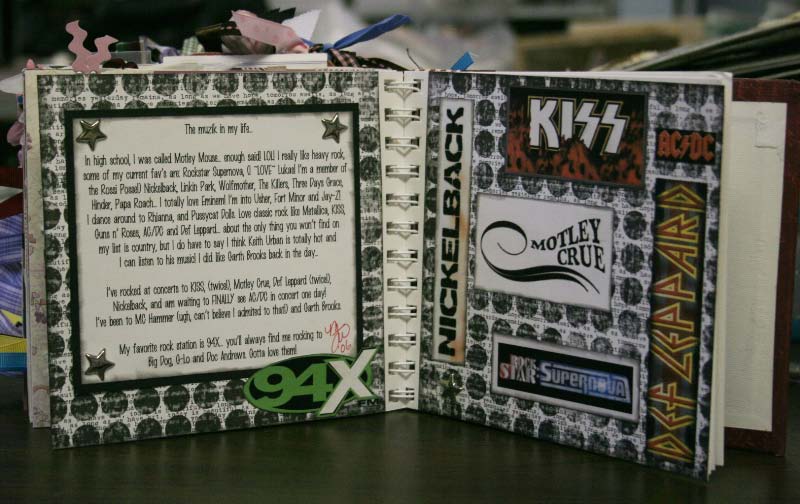 The muzik in my life..
In high school, I was called Motley Mouse... enough said! LOL! I really like heavy rock,
some of my current fav's are: Rockstar Supernova, (I "LOVE" Lukas! I'm a member of
the Rossi Posse!) Nickelback, Linkin Park, Wolfmother, The Killers, Three Days Grace,
Hinder, Papa Roach... I totally love Eminem! I'm into Usher, Fort Minor and Jay-Z!
I dance around to Rhianna, and Pussycat Dolls. Love classic rock like Metallica, KISS,
Guns n' Roses, AC/DC and Def Leppard... about the only thing you won't find on
my list is country, but I do have to say I think Keith Urban is totally hot and
I can listen to his music! I did like Garth Brooks back in the day...
I've rocked at concerts to KISS, (twice!), Motley Crue, Def Leppard (twice!),
Nickelback, and am waiting to FINALLY see AC/DC in concert one day!
I've been to MC Hammer (ugh, can't believe I admitted to that!) and Garth Brooks.
My favorite rock station is 94X... you'll always find me rocking to
Big Dog, G-Lo and Doc Andrews. Gotta love them!
'06
94X
FM
NICKELBACK
KISS
AC/DC
MOTLEY
CRUE
ROCK
STAR SUPERNOVA
DEF LEPPARD